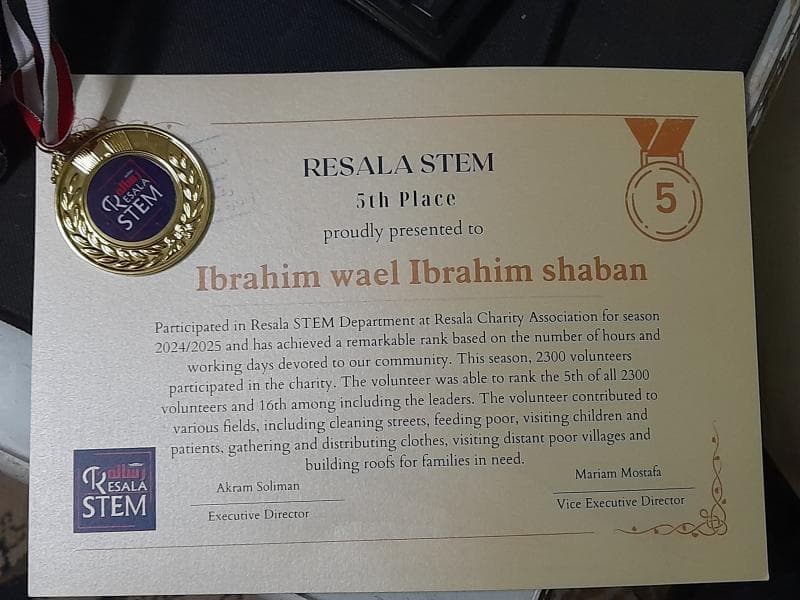 رسالة
RESALA
STEM
RESALA STEM
5th Place
5
proudly presented to
Ibrahim wael Ibrahim shaban
Participated in Resala STEM Department at Resala Charity Association for season
2024/2025 and has achieved a remarkable rank based on the number of hours and
working days devoted to our community. This season, 2300 volunteers
participated in the charity. The volunteer was able to rank the 5th of all 2300
volunteers and 16th among including the leaders. The volunteer contributed to
various fields, including cleaning streets, feeding poor, visiting children and
patients, gathering and distributing clothes, visiting distant poor villages and
building roofs for families in need.
رسالة
RESALA
STEM
Akram Soliman
Executive Director
Mariam Mostafa
Vice Executive Director